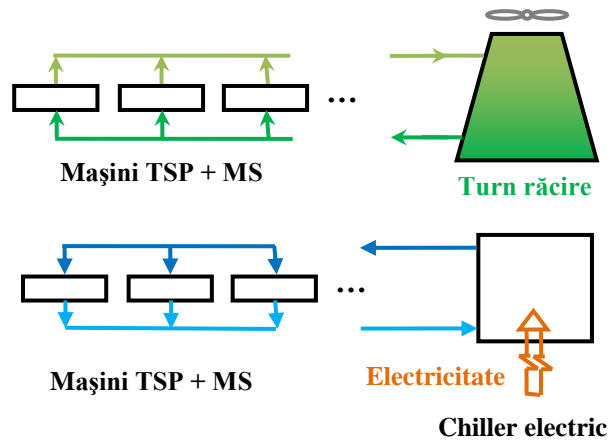 ...
Maşini TSP + MS
Turn răcire
...
Maşini TSP + MS
Electricitate
Chiller electric